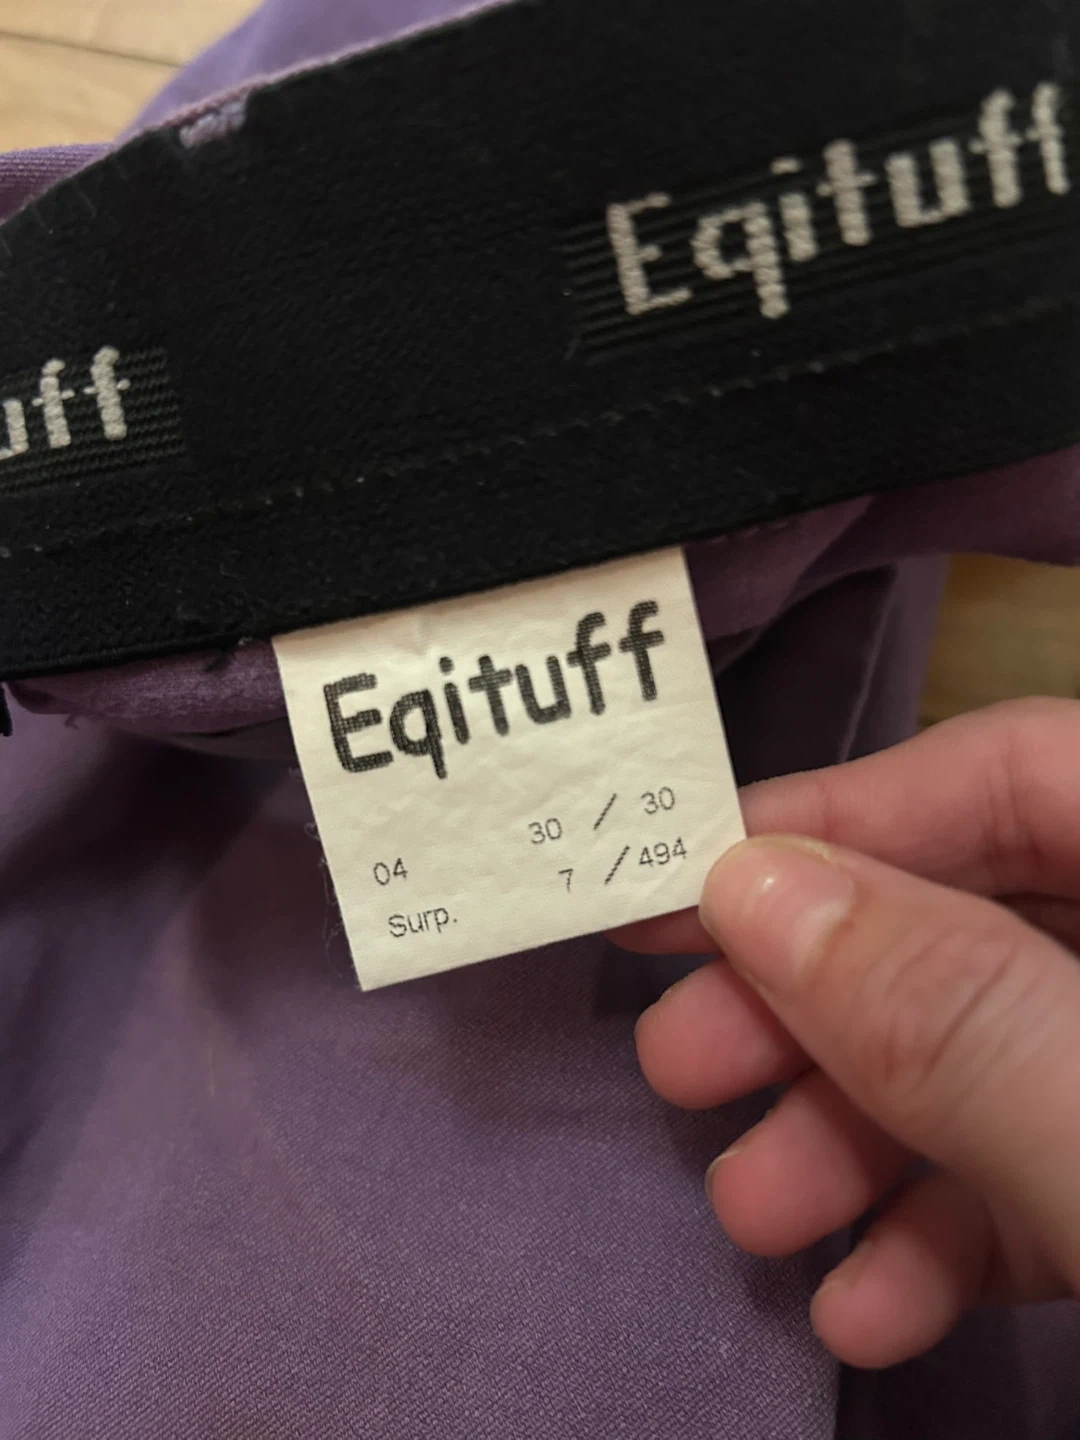 Eqituff
uff
Eqituff
30 / 30
04
7 / 494
Surp.